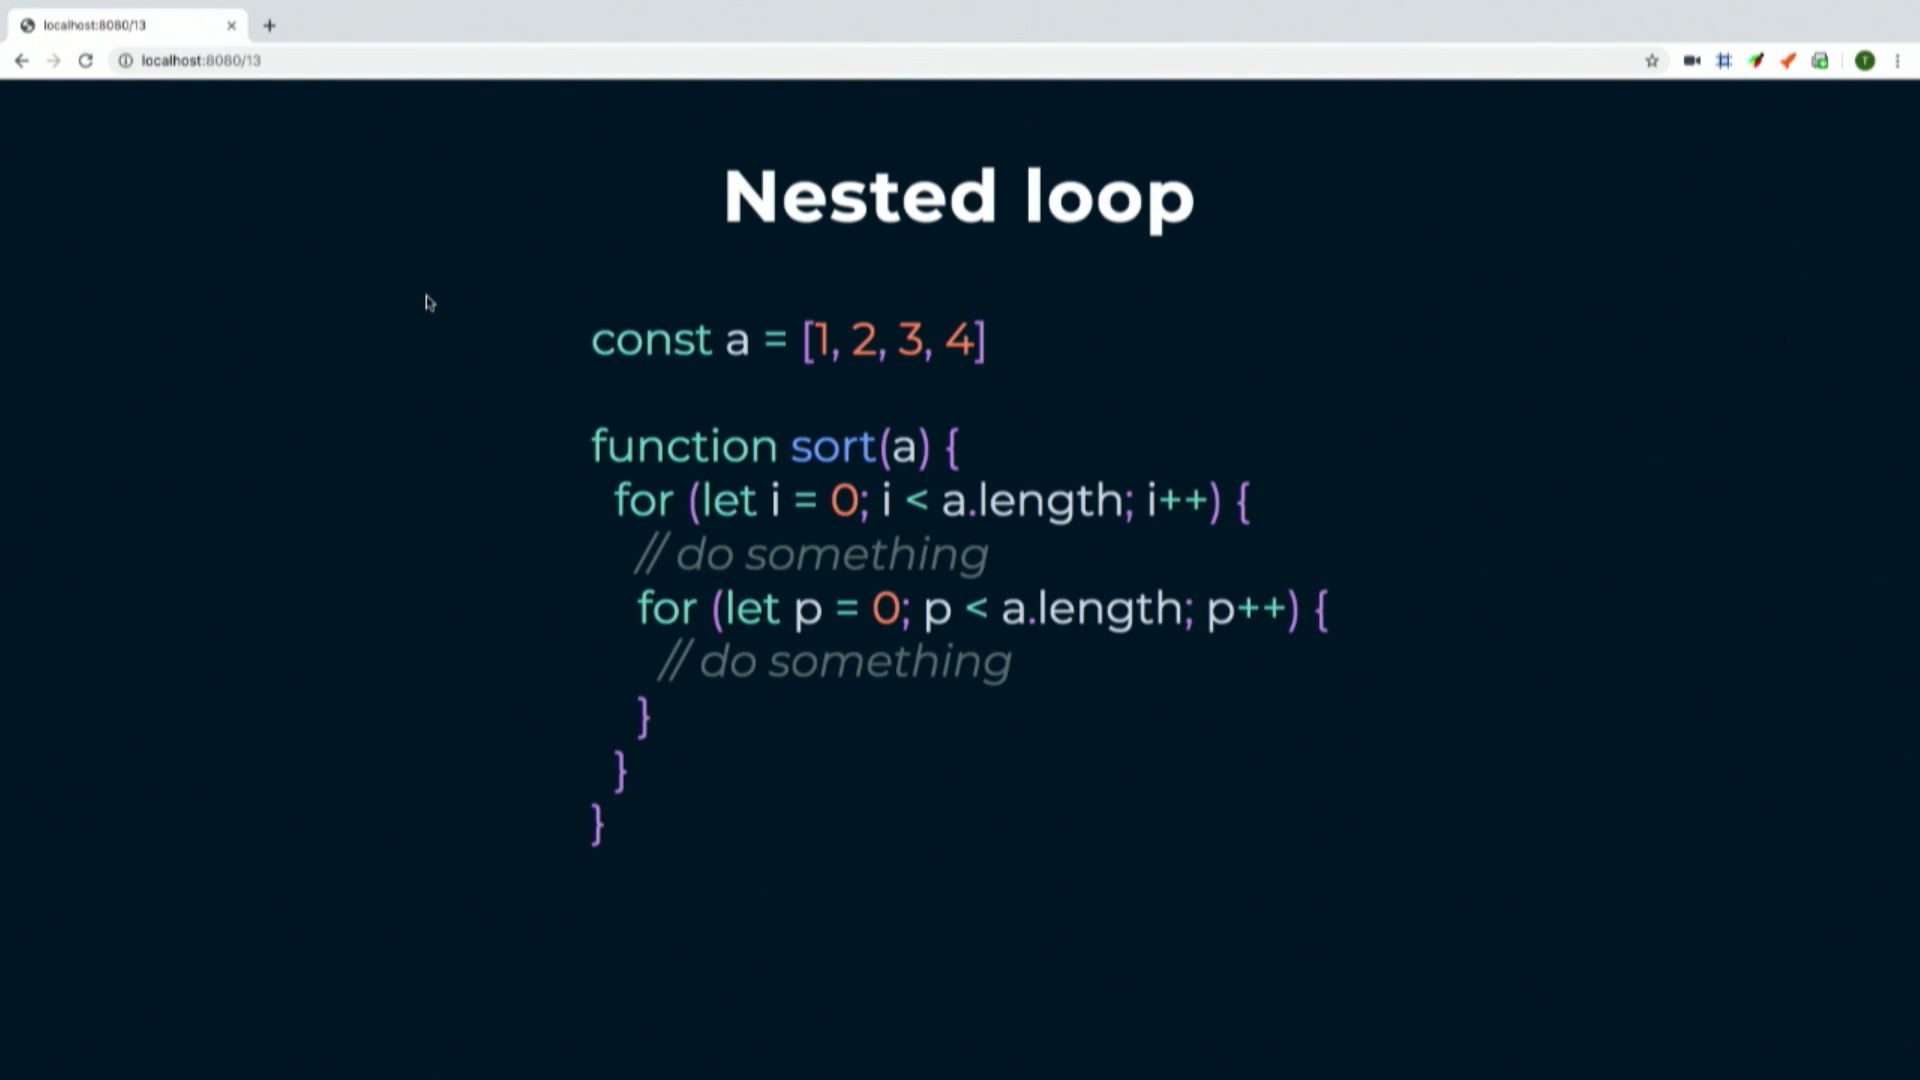 localhost:8080/13
localhost:8080/13
Nested loop
const a = [1, 2, 3, 4]
function sort(a) {
for (let i = 0; i < a.length; i++) {
// do something
for (let p = 0; p < a.length; p++) {
// do something
}
}
}